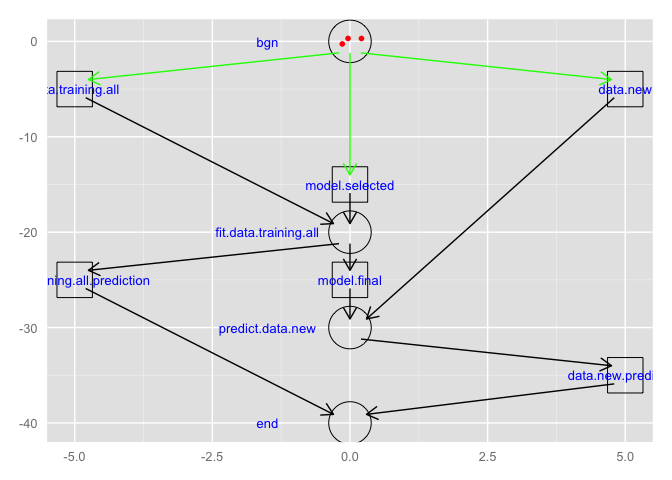 0
bgn
a.training.all
data.new
-10
model.selected
-20
fit.data.training.all
ning.all.prediction
model.final
-30
predict.data.new
data.new.predi
-40
end
-5.0
-2.5
0.0
2.5
5.0